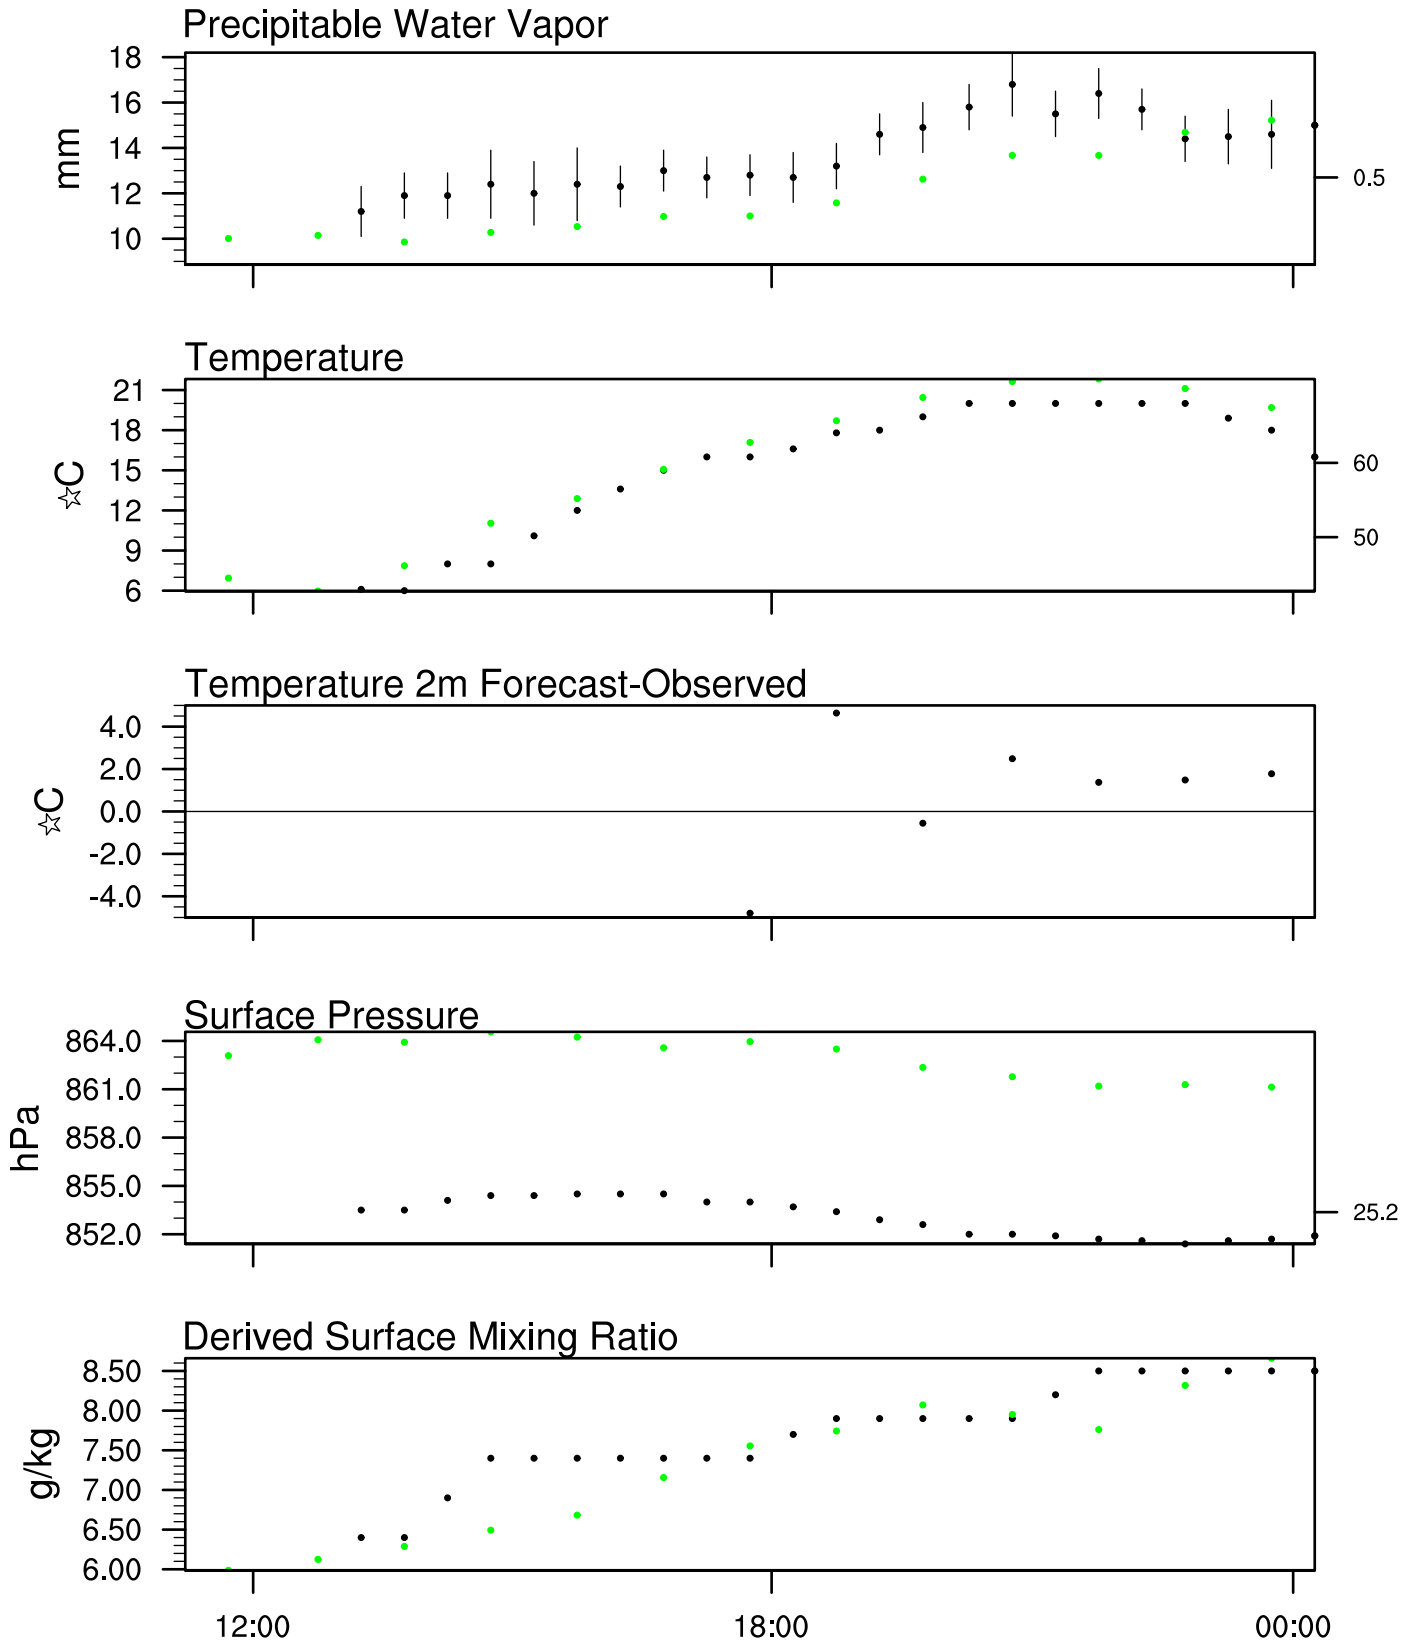 Precipitable Water Vapor
18
16
14
12
10
mm
0.5
Temperature
21
18
15
12
9
6
☆C
60
50
Temperature 2m Forecast-Observed
4.0
2.0
0.0
-2.0
-4.0
☆C
Surface Pressure
864.0
861.0
858.0
855.0
852.0
hPa
25.2
Derived Surface Mixing Ratio
8.50
8.00
7.50
7.00
6.50
6.00
g/kg
12:00 18:00 00:00